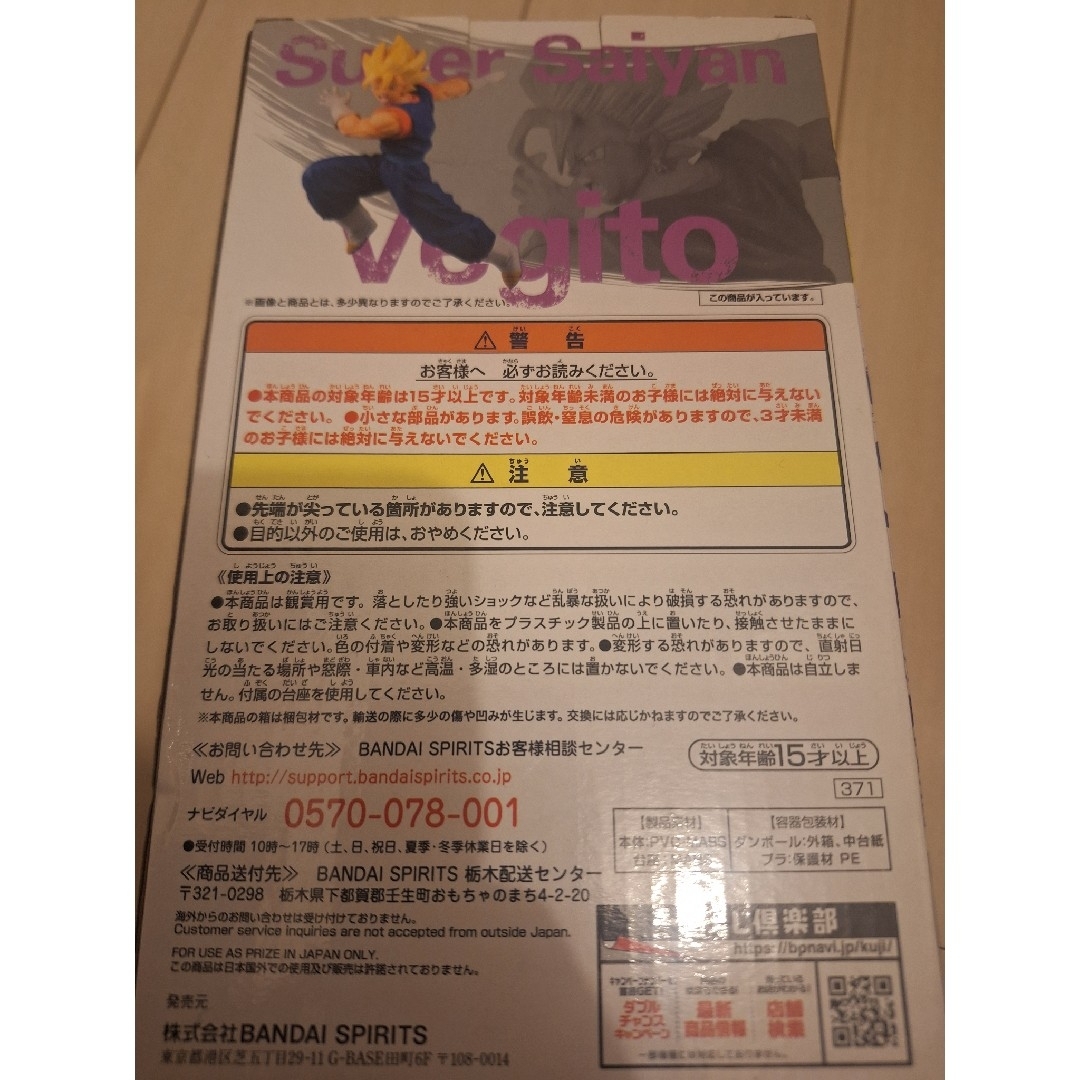 Super Saiyan
Vegito
※画像と商品とは、多少異なりますのでご了承ください。
この商品が入っています。
⚠ 警告
お客様へ 必ずお読みください。
●本商品の対象年齢は15才以上です。対象年齢未満のお子様には絶対に与えない
でください。 ●小さな部品があります。誤飲・窒息の危険がありますので、3才未満
のお子様には絶対に与えないでください。
⚠ 注意
●先端が尖っている箇所がありますので、注意してください。
●目的以外のご使用は、おやめください。
《使用上の注意》
●本商品は観賞用です。落としたり強いショックなど乱暴な扱いにより破損する恐れがありますので、
お取り扱いにはご注意ください。●本商品をプラスチック製品の上に置いたり、接触させたままに
しないでください。色の付着や変形などの恐れがあります。●変形する恐れがありますので、直射日
光の当たる場所や窓際・車内など高温・多湿のところには置かないでください。 ●本商品は自立しま
せん。付属の台座を使用してください。
※本商品の箱は梱包材です。輸送の際に多少の傷や凹みが生じます。交換には応じかねますのでご了承ください。
≪お問い合わせ先≫ BANDAI SPIRITSお客様相談センター
対象年齢15才以上
Web http://support.bandaispirits.co.jp
371
ナビダイヤル 0570-078-001
●受付時間 10時〜17時(土、日、祝日、夏季・冬季休業日を除く)
【製品素材】
本体:PVC・ABS
台座:
【容器包装材】
ダンボール:外箱、中台紙
プラ:保護材 PE
≪商品送付先≫ BANDAI SPIRITS 栃木配送センター
〒321-0298 栃木県下都賀郡壬生町おもちゃのまち4-2-20
海外からのお問い合わせは受け付けておりません。
Customer service inquiries are not accepted from outside Japan.
FOR USE AS PRIZE IN JAPAN ONLY.
この商品は日本国外での使用及び販売は許諾されておりません。
じ倶楽部
https://bpnavi.jp/kuji/
ダブル
チャンス
キャンペーン
最新
商品情報
店舗
検索
発売元
株式会社BANDAI SPIRITS
東京都港区芝五丁目29-11 G-BASE田町6F 〒108-0014